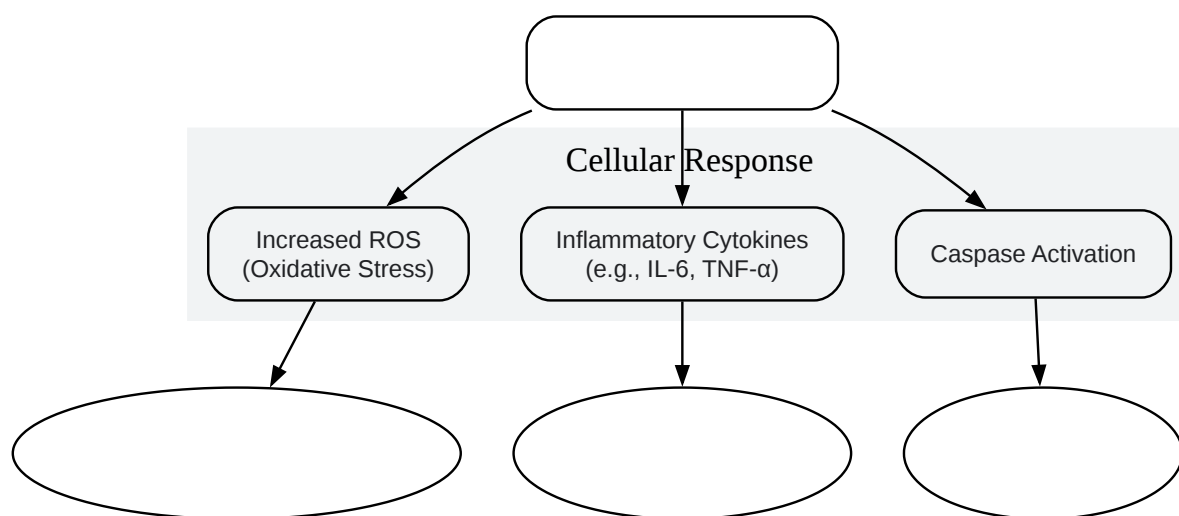 Cellular Response
Increased ROS
(Oxidative Stress)
Inflammatory Cytokines
(e.g., IL-6, TNF-α)
Caspase Activation